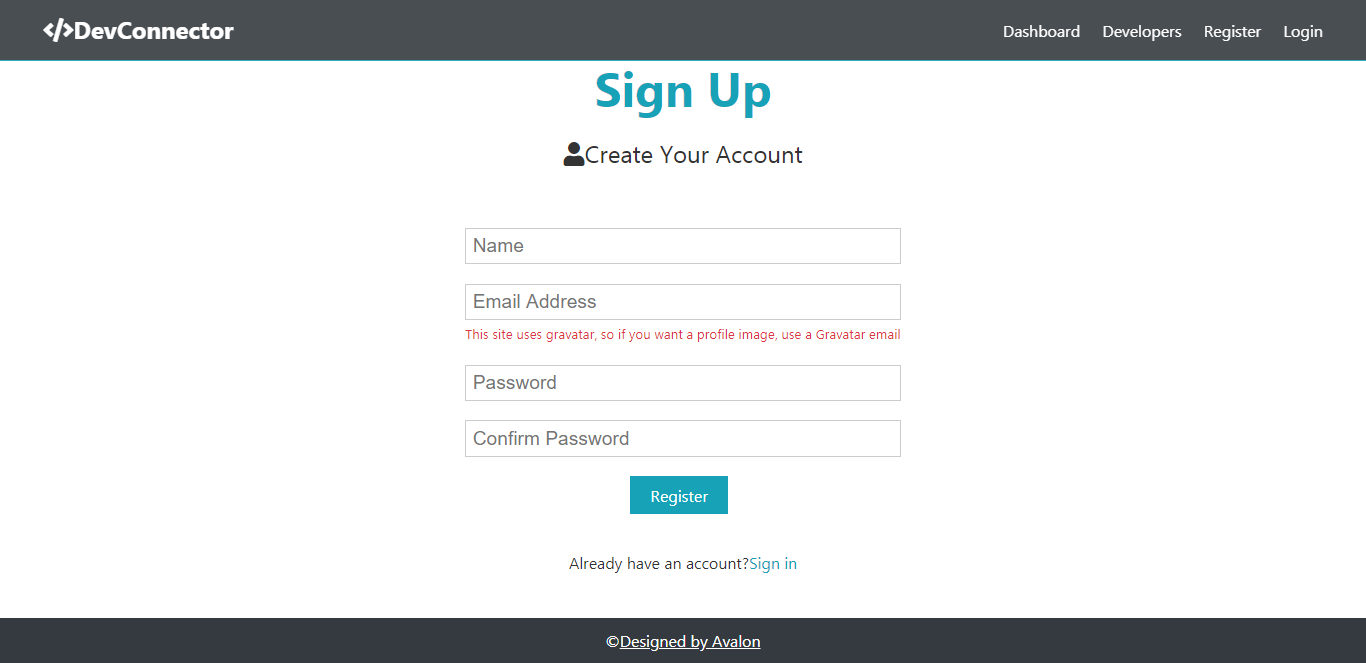 </>DevConnector Dashboard Developers Register Login
Sign Up
Create Your Account
Name
Email Address
This site uses gravatar, so if you want a profile image, use a Gravatar email
Password
Confirm Password
Register
Already have an account?Sign in
©Designed by Avalon